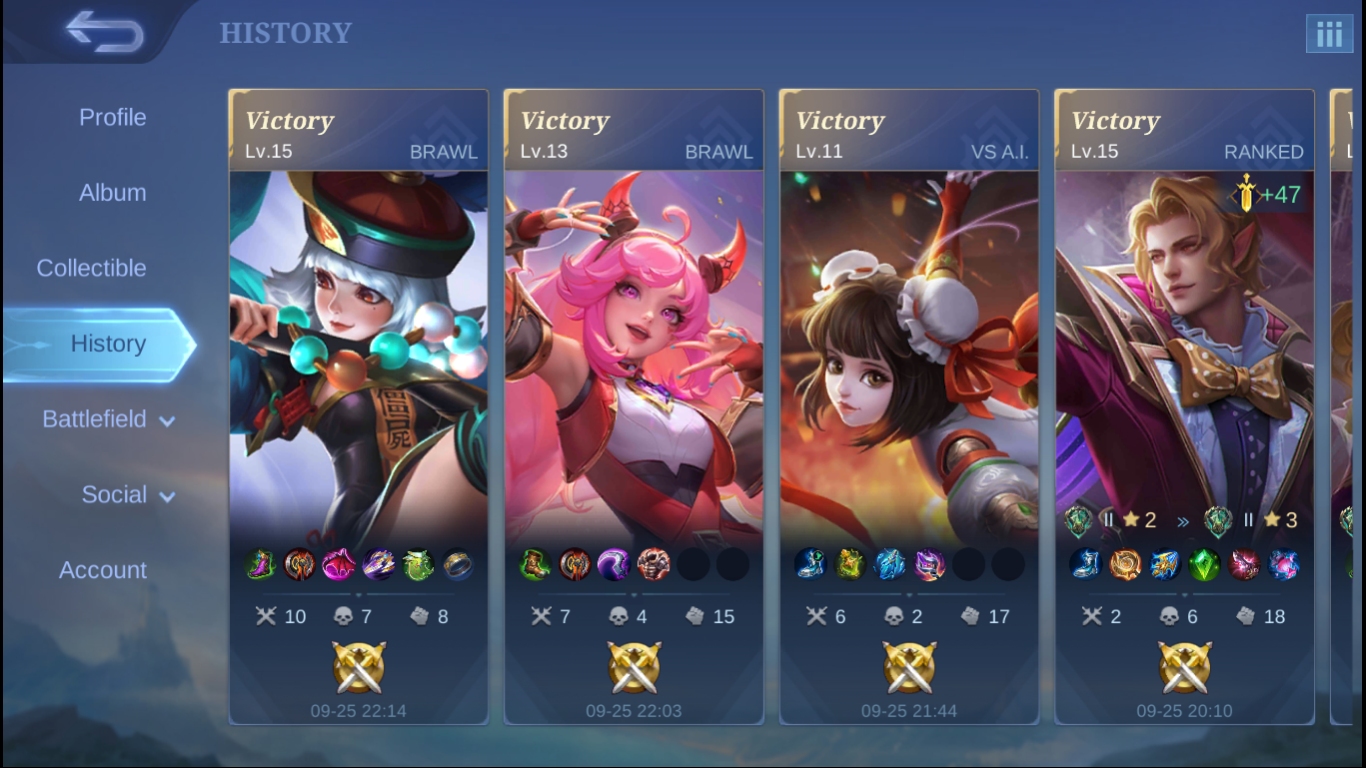 HISTORY
Profile
Album
Collectible
History
Battlefield
Social
Account
Victory
Lv.15 BRAWL
10 7 8
09-25 22:14
Victory
Lv.13 BRAWL
7 4 15
09-25 22:03
Victory
Lv.11 VS A.I.
6 2 17
09-25 21:44
Victory
Lv.15 RANKED
+47
II 2 » II 3
2 6 18
09-25 20:10